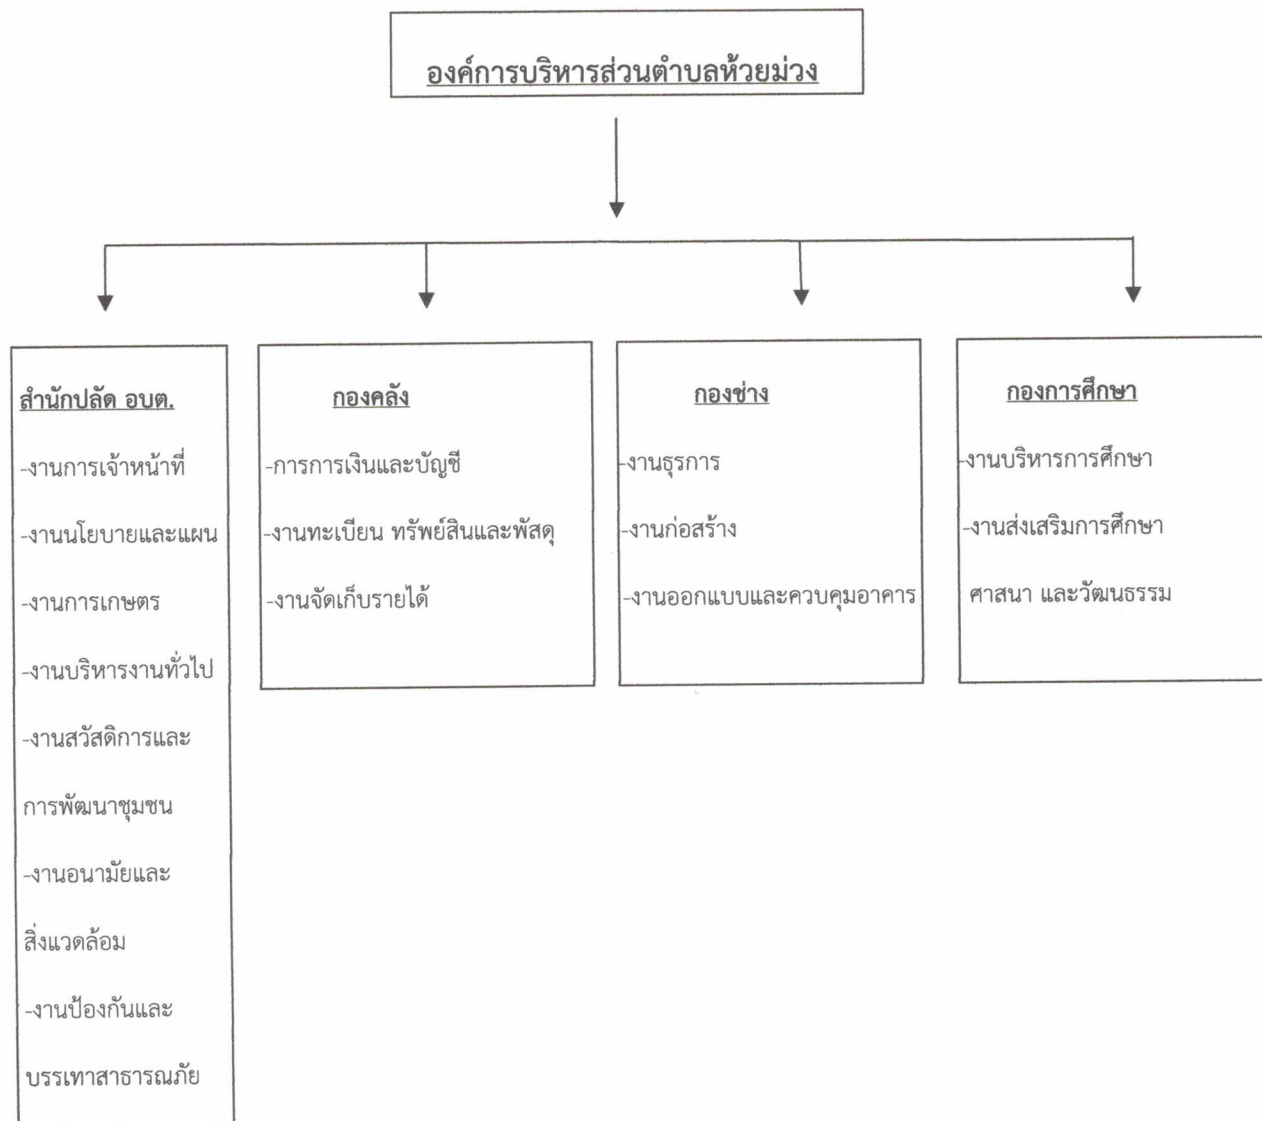 องค์การบริหารส่วนตำบลห้วยม่วง
สำนักปลัด อบต.
-งานการเจ้าหน้าที่
-งานนโยบายและแผน
-งานการเกษตร
-งานบริหารงานทั่วไป
-งานสวัสดิการและ
การพัฒนาชุมชน
-งานอนามัยและ
สิ่งแวดล้อม
-งานป้องกันและ
บรรเทาสาธารณภัย
กองคลัง
-การการเงินและบัญชี
-งานทะเบียน ทรัพย์สินและพัสดุ
-งานจัดเก็บรายได้
กองช่าง
-งานธุรการ
-งานก่อสร้าง
-งานออกแบบและควบคุมอาคาร
กองการศึกษา
-งานบริหารการศึกษา
-งานส่งเสริมการศึกษา
ศาสนา และวัฒนธรรม